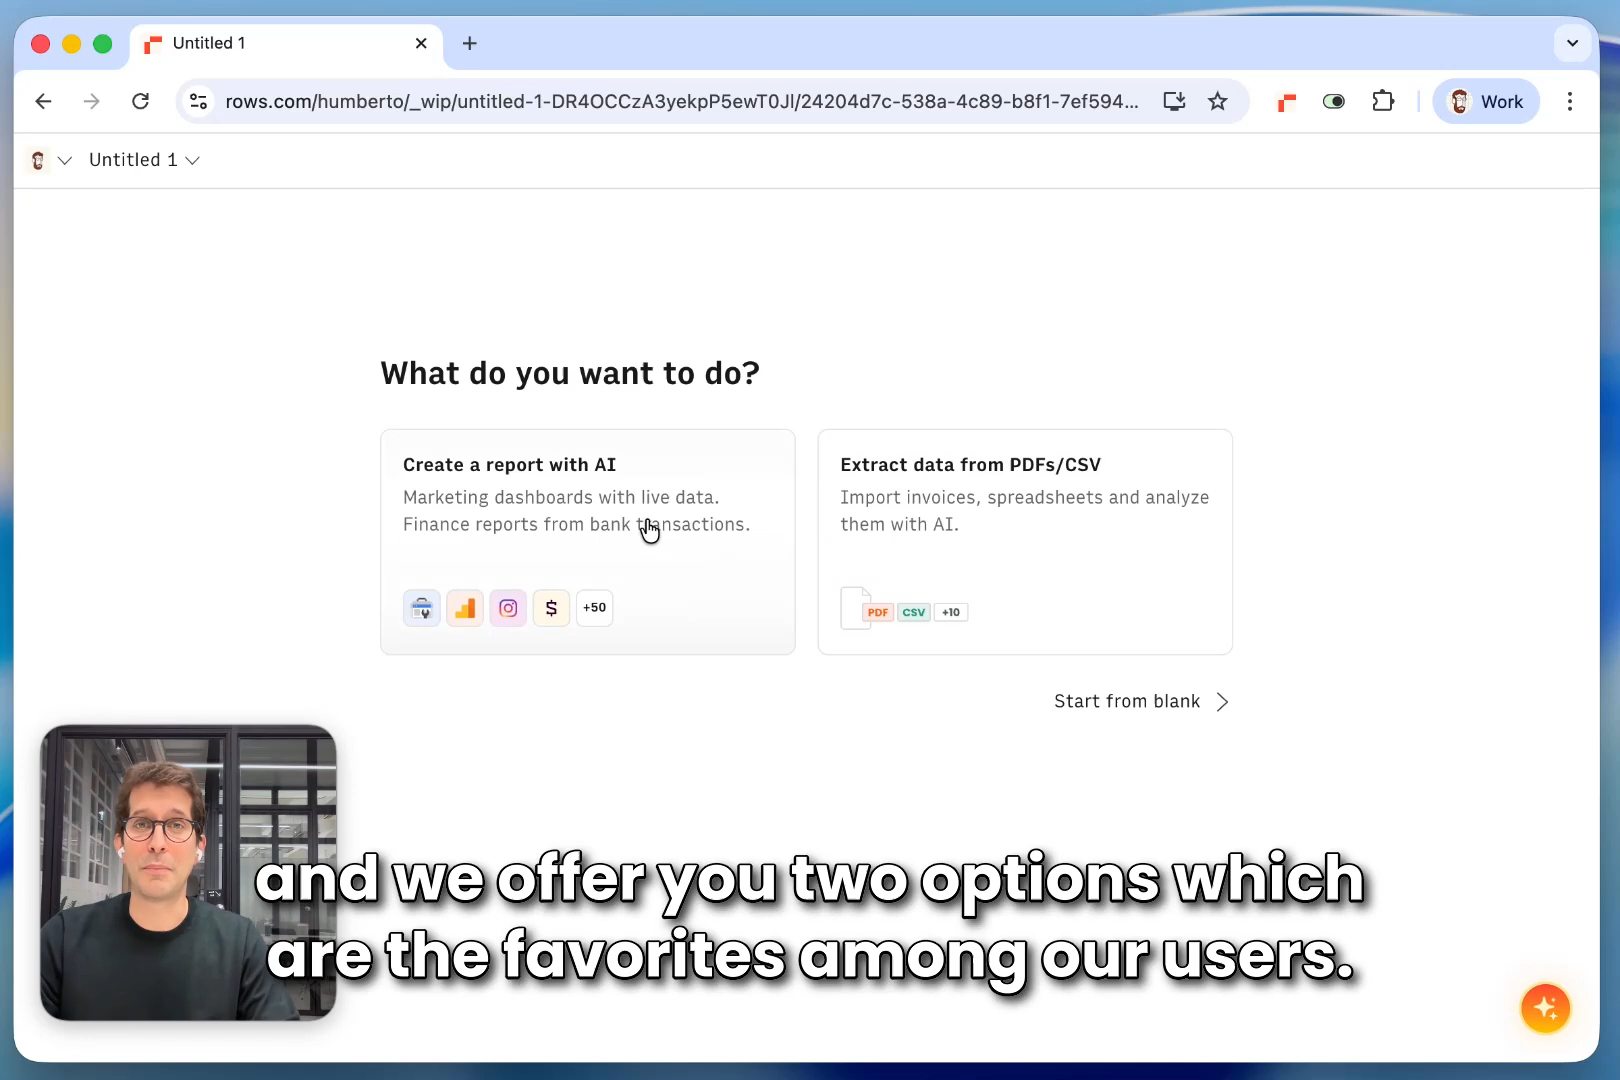 Untitled 1
rows.com/humberto/_wip/untitled-1-DR4OCCzA3yekpP5ewT0Jl/24204d7c-538a-4c89-b8f1-7ef594...
Work
Untitled 1
What do you want to do?
Create a report with AI
Marketing dashboards with live data.
Finance reports from bank transactions.
+50
Extract data from PDFs/CSV
Import invoices, spreadsheets and analyze
them with AI.
PDF
CSV
+10
Start from blank
and we offer you two options which
are the favorites among our users.